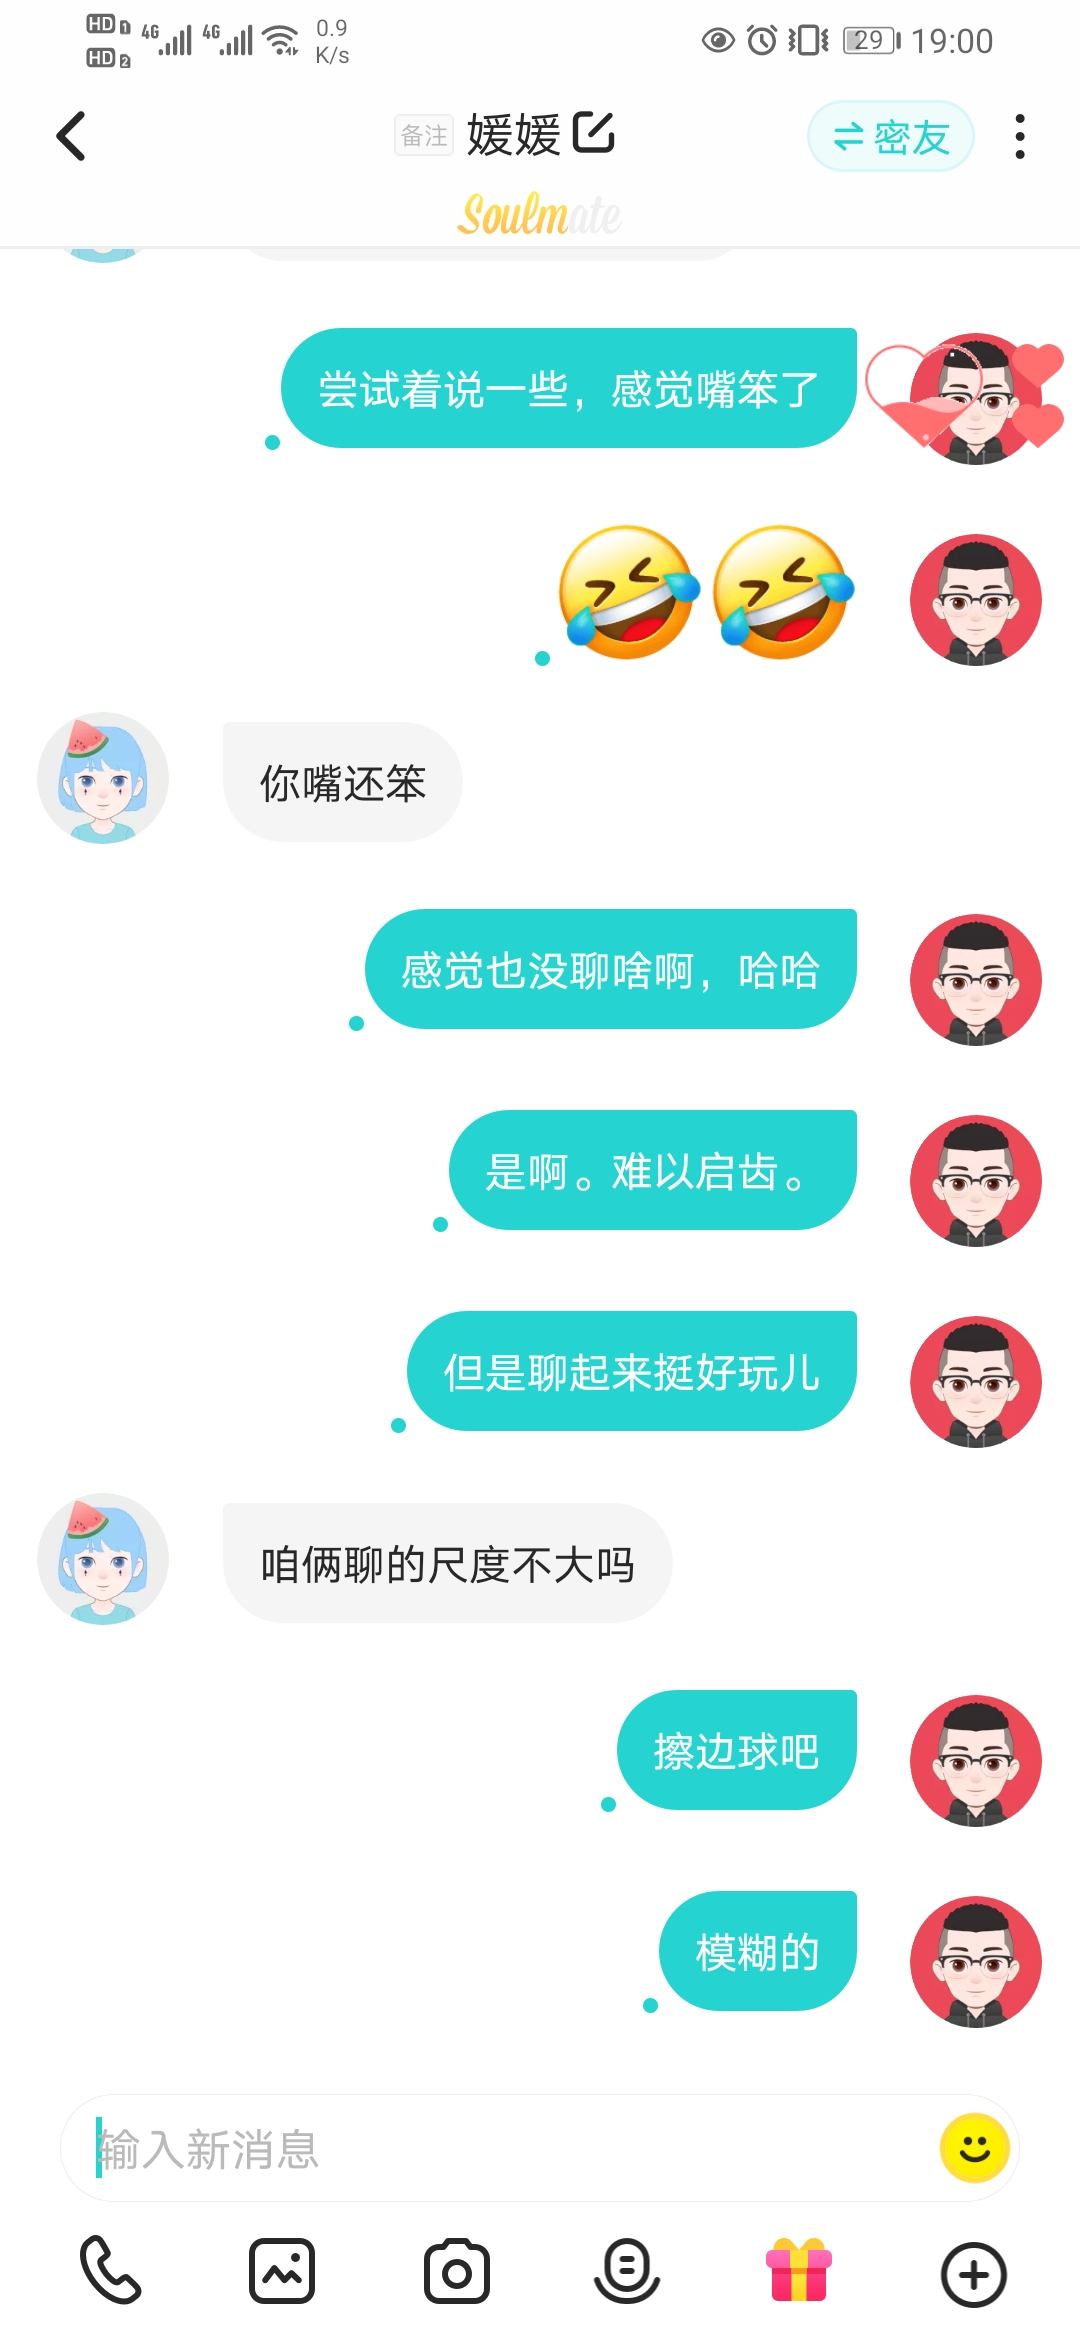 HD 1 4G 4G 0.9
HD 2 K/s
29 19:00
备注 媛媛 密友
Soulmate
尝试着说一些，感觉嘴笨了
你嘴还笨
感觉也没聊啥啊，哈哈
是啊。难以启齿。
但是聊起来挺好玩儿
咱俩聊的尺度不大吗
擦边球吧
模糊的
输入新消息